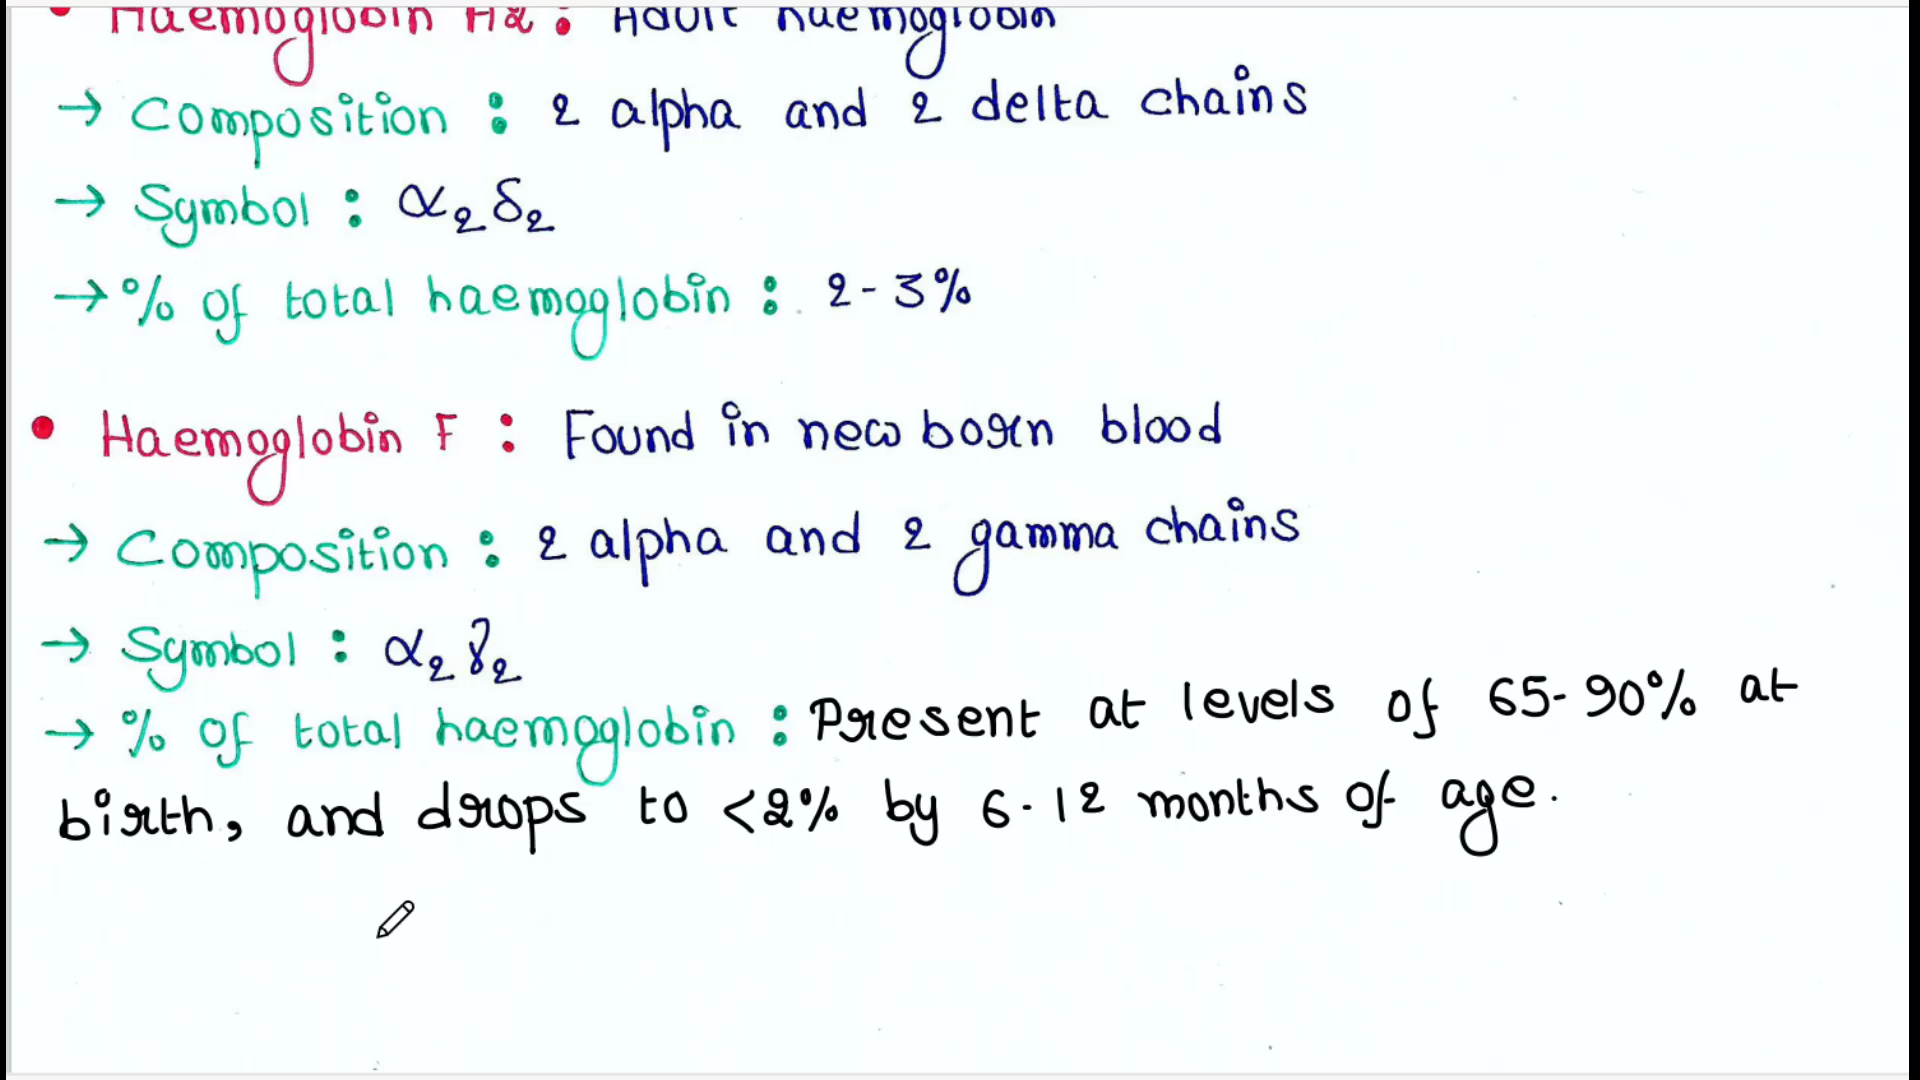 • Haemoglobin A2 : Adult haemoglobin
→ Composition : 2 alpha and 2 delta chains
→ Symbol : α₂δ₂
→ % of total haemoglobin : 2-3%
• Haemoglobin F : Found in new born blood
→ Composition : 2 alpha and 2 gamma chains
→ Symbol : α₂γ₂
→ % of total haemoglobin : Present at levels of 65-90% at
birth, and drops to <2% by 6-12 months of age.